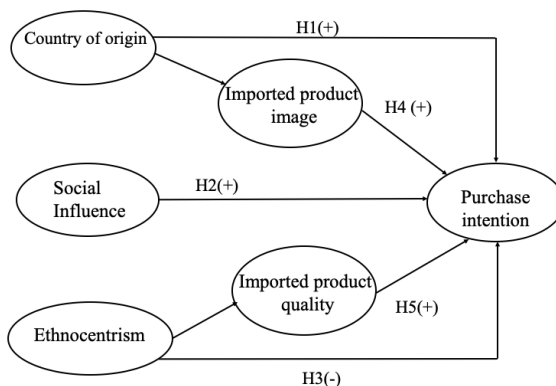 H1(+)
Country of origin
Imported product
image
H4 (+)
Social
Influence
H2(+)
Purchase
intention
Imported product
quality
H5(+)
Ethnocentrism
H3(-)